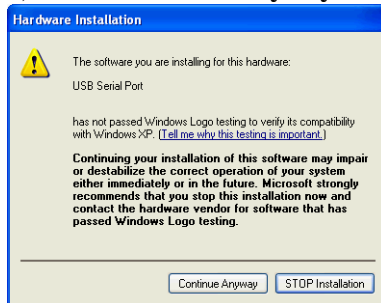 Hardware Installation
The software you are installing for this hardware:
USB Serial Port
has not passed Windows Logo testing to verify its compatibility
with Windows XP. (Tell me why this testing is important.)
Continuing your installation of this software may impair
or destabilize the correct operation of your system
either immediately or in the future. Microsoft strongly
recommends that you stop this installation now and
contact the hardware vendor for software that has
passed Windows Logo testing.
Continue Anyway STOP Installation